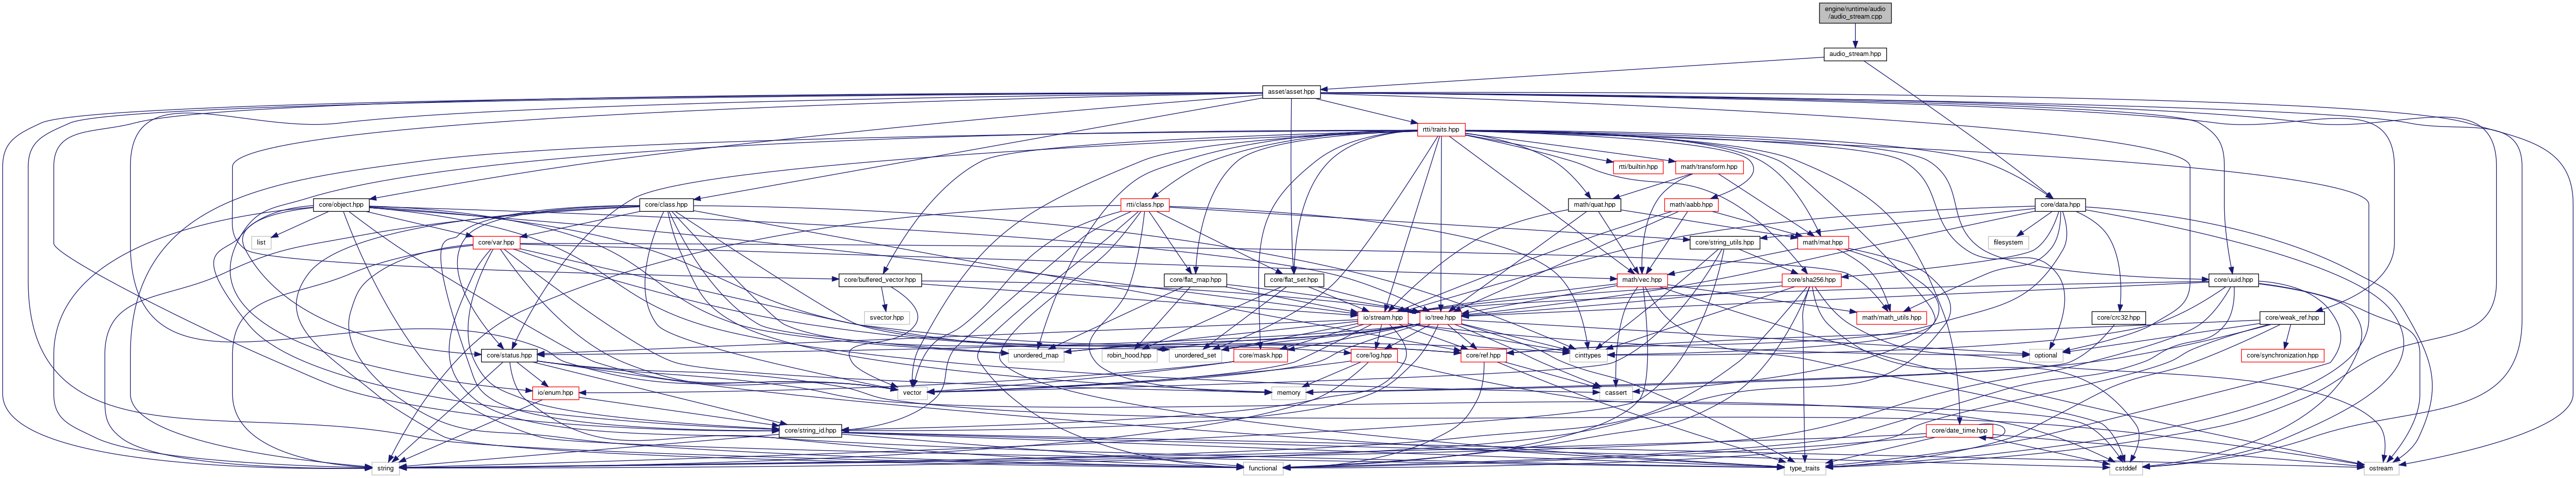 engine/runtime/audio
/audio_stream.cpp
audio_stream.hpp
asset/asset.hpp
rtti/traits.hpp
rtti/builtin.hpp
math/transform.hpp
core/object.hpp
core/class.hpp
rtti/class.hpp
math/quat.hpp
math/aabb.hpp
core/data.hpp
list
core/var.hpp
core/string_utils.hpp
math/mat.hpp
filesystem
core/buffered_vector.hpp
core/flat_map.hpp
core/flat_set.hpp
math/vec.hpp
core/sha256.hpp
core/uuid.hpp
svector.hpp
io/stream.hpp
io/tree.hpp
math/math_utils.hpp
core/crc32.hpp
core/weak_ref.hpp
core/status.hpp
unordered_map
robin_hood.hpp
unordered_set
core/mask.hpp
core/log.hpp
core/ref.hpp
cinttypes
optional
core/synchronization.hpp
io/enum.hpp
vector
memory
cassert
core/string_id.hpp
core/date_time.hpp
string
functional
type_traits
cstddef
ostream